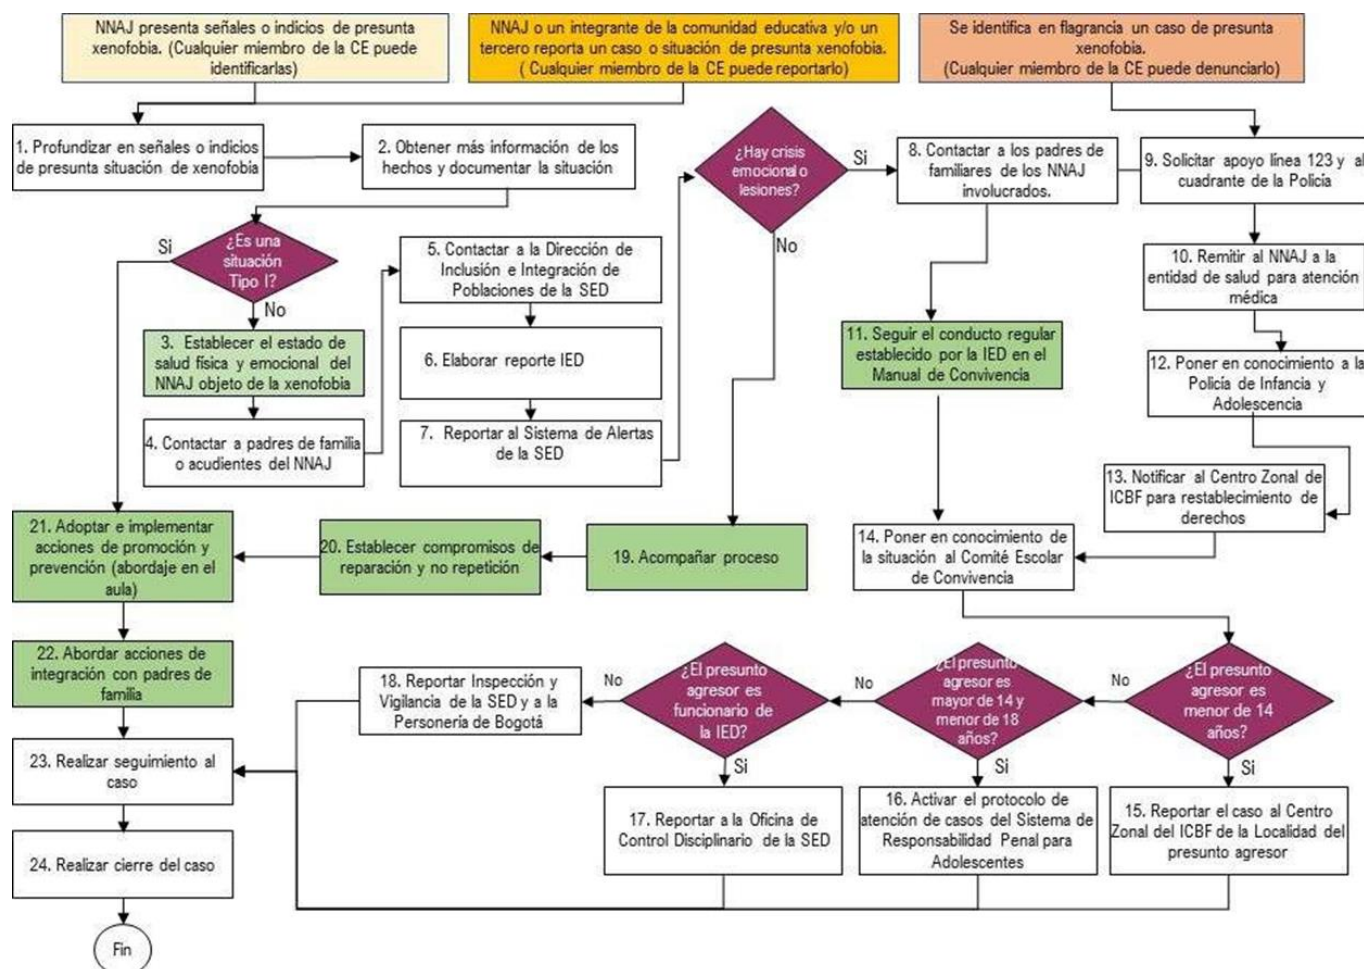 NNAJ presenta señales o indicios de presunta
xenofobia. (Cualquier miembro de la CE puede
identificarlas)
NNAJ o un integrante de la comunidad educativa y/o un
tercero reporta un caso o situación de presunta xenofobia.
( Cualquier miembro de la CE puede reportarlo)
Se identifica en flagrancia un caso de presunta
xenofobia.
(Cualquier miembro de la CE puede denunciarlo)
1. Profundizar en señales o indicios
de presunta situación de xenofobia
2. Obtener más información de los
hechos y documentar la situación
¿Hay crisis
emocional o
lesiones?
Si
No
8. Contactar a los padres de
familiares de los NNAJ
involucrados.
9. Solicitar apoyo línea 123 y al
cuadrante de la Policía
¿Es una
situación
Tipo I?
Si
No
5. Contactar a la Dirección de
Inclusión e Integración de
Poblaciones de la SED
10. Remitir al NNAJ a la
entidad de salud para atención
médica
3. Establecer el estado de
salud física y emocional del
NNAJ objeto de la xenofobia
6. Elaborar reporte IED
11. Seguir el conducto regular
establecido por la IED en el
Manual de Convivencia
12. Poner en conocimiento a la
Policía de Infancia y
Adolescencia
4. Contactar a padres de familia
o acudientes del NNAJ
7. Reportar al Sistema de Alertas
de la SED
13. Notificar al Centro Zonal de
ICBF para restablecimiento de
derechos
21. Adoptar e implementar
acciones de promoción y
prevención (abordaje en el
aula)
20. Establecer compromisos de
reparación y no repetición
19. Acompañar proceso
14. Poner en conocimiento de
la situación al Comité Escolar
de Convivencia
22. Abordar acciones de
integración con padres de
familia
18. Reportar Inspección y
Vigilancia de la SED y a la
Personería de Bogotá
No
¿El presunto
agresor es
funcionario de
la IED?
Si
No
¿El presunto
agresor es
mayor de 14 y
menor de 18
años?
Si
No
¿El presunto
agresor es
menor de 14
años?
Si
23. Realizar seguimiento al
caso
17. Reportar a la Oficina de
Control Disciplinario de la SED
16. Activar el protocolo de
atención de casos del Sistema de
Responsabilidad Penal para
Adolescentes
15. Reportar el caso al Centro
Zonal del ICBF de la Localidad del
presunto agresor
24. Realizar cierre del caso
Fin